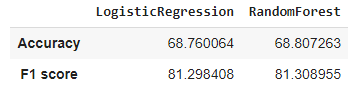 LogisticRegression RandomForest
Accuracy 68.760064 68.807263
F1 score 81.298408 81.308955